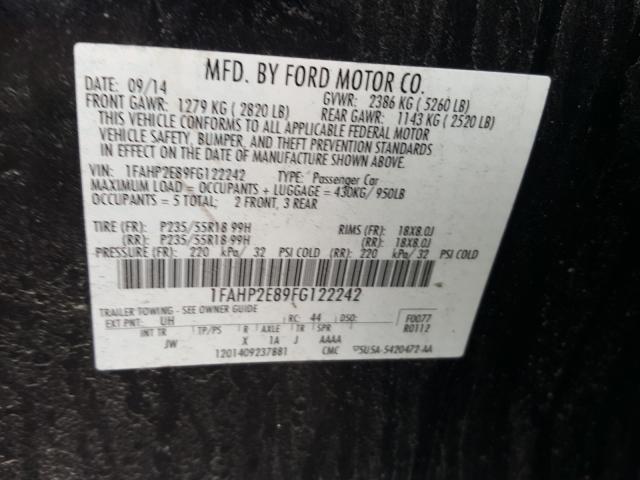 MFD. BY FORD MOTOR CO.
DATE: 09/14 GVWR: 2386 KG ( 5260 LB)
FRONT GAWR: 1279 KG ( 2820 LB) REAR GAWR: 1143 KG ( 2520 LB)
THIS VEHICLE CONFORMS TO ALL APPLICABLE FEDERAL MOTOR
VEHICLE SAFETY, BUMPER, AND THEFT PREVENTION STANDARDS
IN EFFECT ON THE DATE OF MANUFACTURE SHOWN ABOVE.
VIN: 1FAHP2E89FG122242 TYPE: Passenger Car
MAXIMUM LOAD = OCCUPANTS + LUGGAGE = 430KG/950LB
OCCUPANTS = 5 TOTAL; 2 FRONT, 3 REAR
TIRE (FR): P235/55R18 99H RIMS (FR): 18X8.0J
(RR): P235/55R18 99H (RR): 18X8.0J
PRESSURE (FR): 220 kPa/ 32 PSI COLD (RR): 220 kPa/ 32 PSI COLD
1FAHP2E89FG122242
TRAILER TOWING - SEE OWNER GUIDE
EXT PNT: UH RC: 44 DSO: F0077
INT TR TP/PS R AXLE TR SPR R0112
JW X 1A J AAAA
1201409237881 CMC 5U5A-5420472-AA